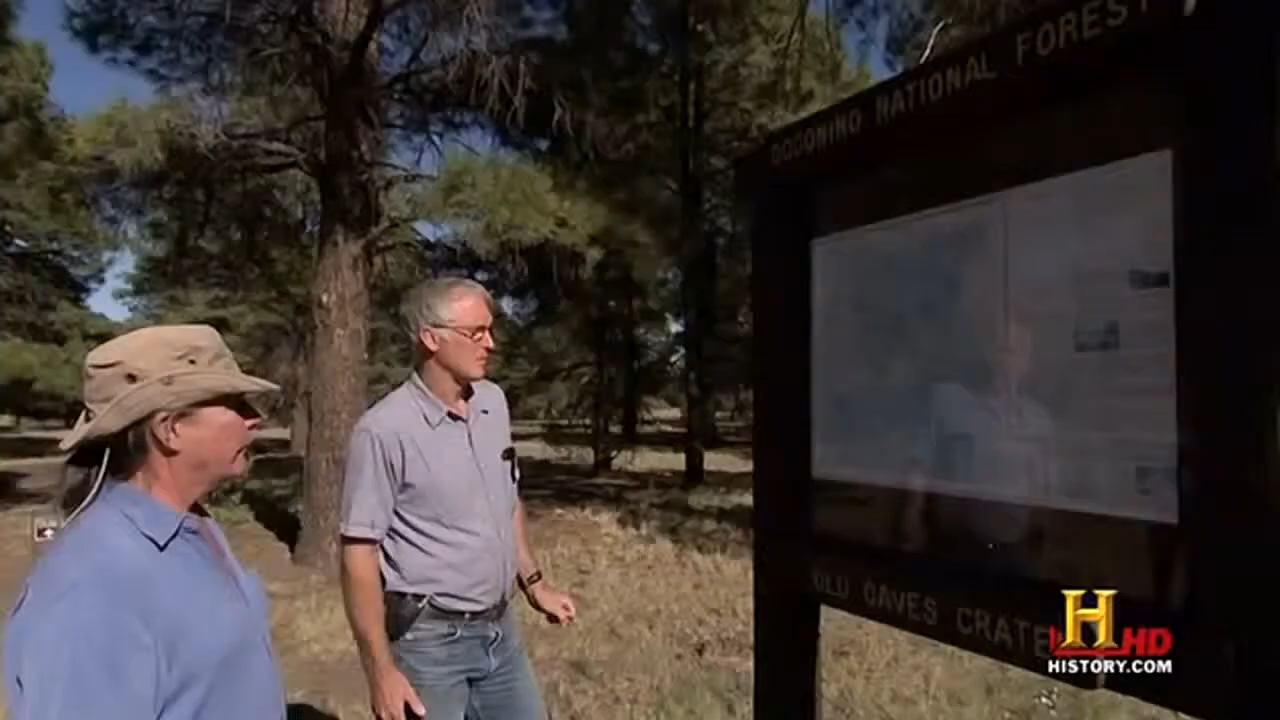 COCONINO NATIONAL FOREST
OLD CAVES CRATER
H HD
HISTORY.COM